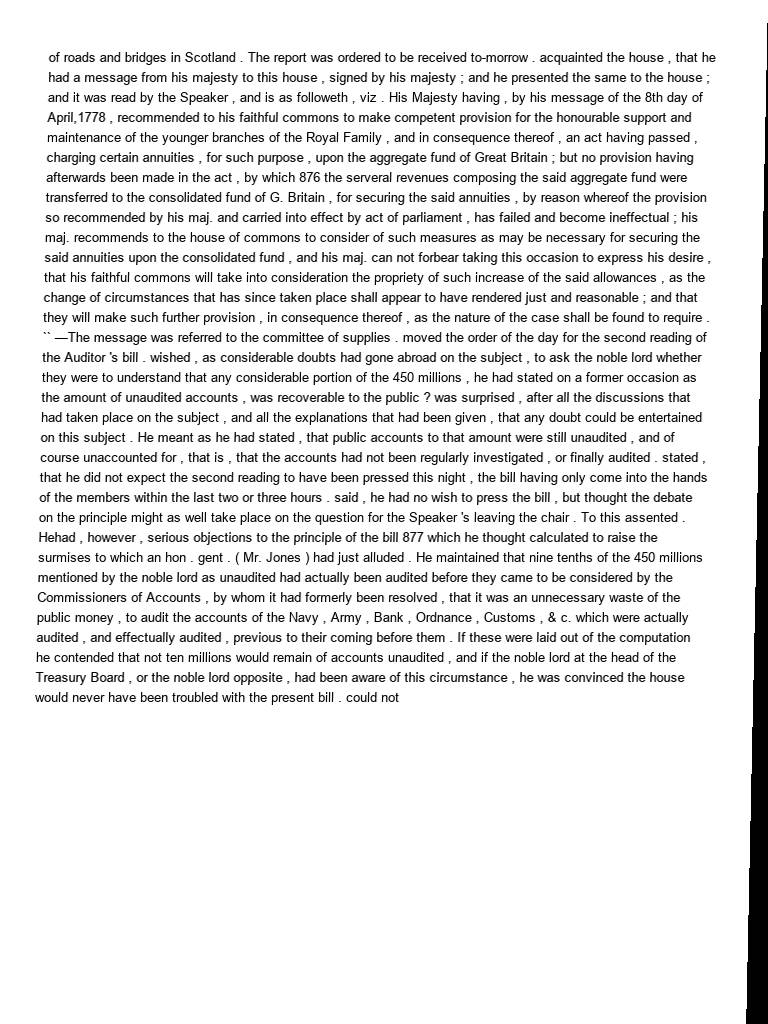 of roads and bridges in Scotland . The report was ordered to be received to-morrow . acquainted the house , that he
had a message from his majesty to this house , signed by his majesty ; and he presented the same to the house ;
and it was read by the Speaker , and is as followeth , viz . His Majesty having , by his message of the 8th day of
April,1778 , recommended to his faithful commons to make competent provision for the honourable support and
maintenance of the younger branches of the Royal Family , and in consequence thereof , an act having passed ,
charging certain annuities , for such purpose , upon the aggregate fund of Great Britain ; but no provision having
afterwards been made in the act , by which 876 the serveral revenues composing the said aggregate fund were
transferred to the consolidated fund of G. Britain , for securing the said annuities , by reason whereof the provision
so recommended by his maj. and carried into effect by act of parliament , has failed and become ineffectual ; his
maj. recommends to the house of commons to consider of such measures as may be necessary for securing the
said annuities upon the consolidated fund , and his maj. can not forbear taking this occasion to express his desire ,
that his faithful commons will take into consideration the propriety of such increase of the said allowances , as the
change of circumstances that has since taken place shall appear to have rendered just and reasonable ; and that
they will make such further provision , in consequence thereof , as the nature of the case shall be found to require .
`` —The message was referred to the committee of supplies . moved the order of the day for the second reading of
the Auditor 's bill . wished , as considerable doubts had gone abroad on the subject , to ask the noble lord whether
they were to understand that any considerable portion of the 450 millions , he had stated on a former occasion as
the amount of unaudited accounts , was recoverable to the public ? was surprised , after all the discussions that
had taken place on the subject , and all the explanations that had been given , that any doubt could be entertained
on this subject . He meant as he had stated , that public accounts to that amount were still unaudited , and of
course unaccounted for , that is , that the accounts had not been regularly investigated , or finally audited . stated ,
that he did not expect the second reading to have been pressed this night , the bill having only come into the hands
of the members within the last two or three hours . said , he had no wish to press the bill , but thought the debate
on the principle might as well take place on the question for the Speaker 's leaving the chair . To this assented .
Hehad , however , serious objections to the principle of the bill 877 which he thought calculated to raise the
surmises to which an hon . gent . ( Mr. Jones ) had just alluded . He maintained that nine tenths of the 450 millions
mentioned by the noble lord as unaudited had actually been audited before they came to be considered by the
Commissioners of Accounts , by whom it had formerly been resolved , that it was an unnecessary waste of the
public money , to audit the accounts of the Navy , Army , Bank , Ordnance , Customs , & c. which were actually
audited , and effectually audited , previous to their coming before them . If these were laid out of the computation
he contended that not ten millions would remain of accounts unaudited , and if the noble lord at the head of the
Treasury Board , or the noble lord opposite , had been aware of this circumstance , he was convinced the house
would never have been troubled with the present bill . could not